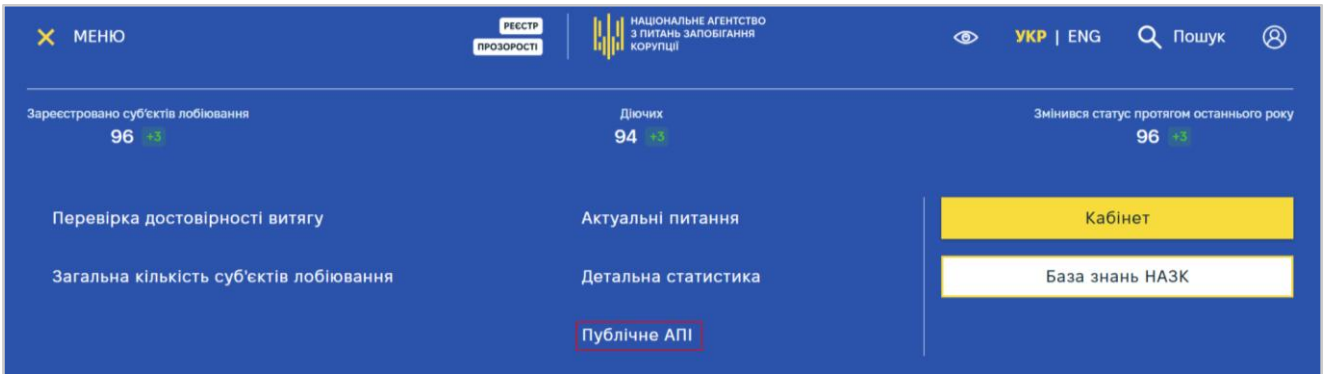 МЕНЮ
РЕЄСТР
ПРОЗОРОСТІ
НАЦІОНАЛЬНЕ АГЕНТСТВО
З ПИТАНЬ ЗАПОБІГАННЯ
КОРУПЦІЇ
УКР | ENG
Пошук
Зареєстровано суб'єктів лобіювання
96 +3
Діючих
94 +3
Змінився статус протягом останнього року
96 +3
Перевірка достовірності витягу
Актуальні питання
Кабінет
Загальна кількість суб'єктів лобіювання
Детальна статистика
База знань НАЗК
Публічне АПІ